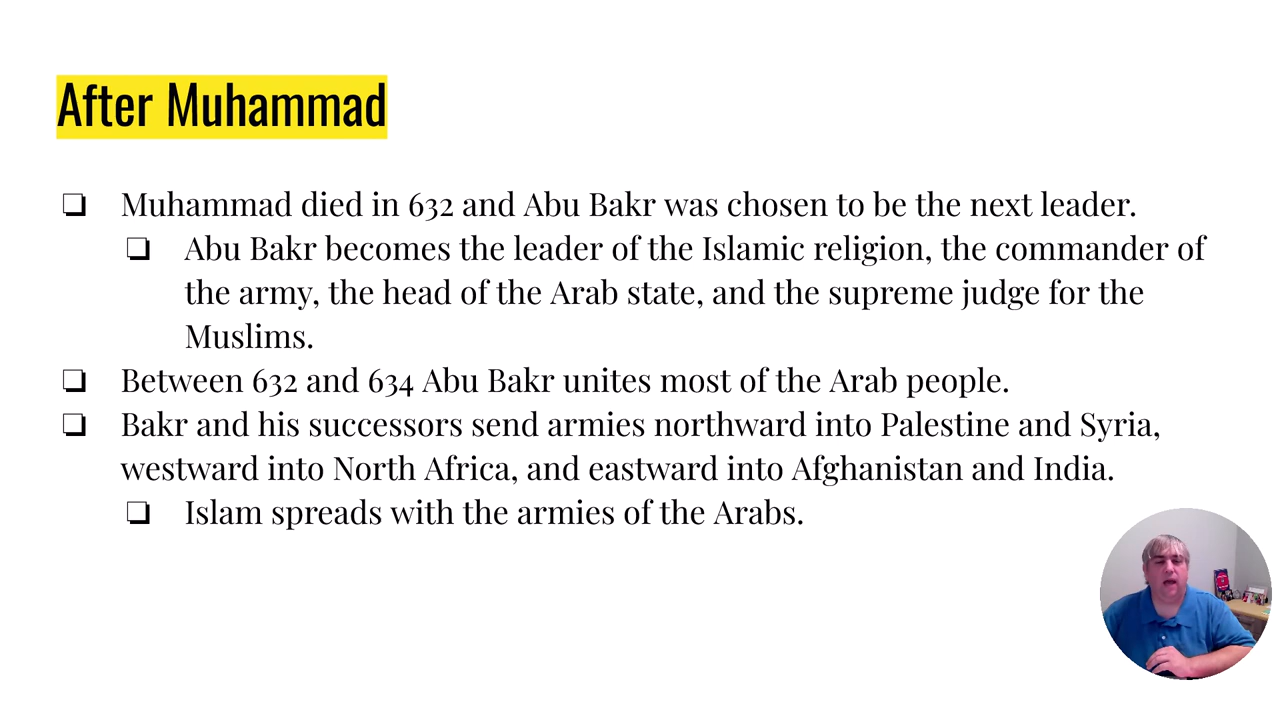 After Muhammad
❏ Muhammad died in 632 and Abu Bakr was chosen to be the next leader.
❏ Abu Bakr becomes the leader of the Islamic religion, the commander of
the army, the head of the Arab state, and the supreme judge for the
Muslims.
❏ Between 632 and 634 Abu Bakr unites most of the Arab people.
❏ Bakr and his successors send armies northward into Palestine and Syria,
westward into North Africa, and eastward into Afghanistan and India.
❏ Islam spreads with the armies of the Arabs.